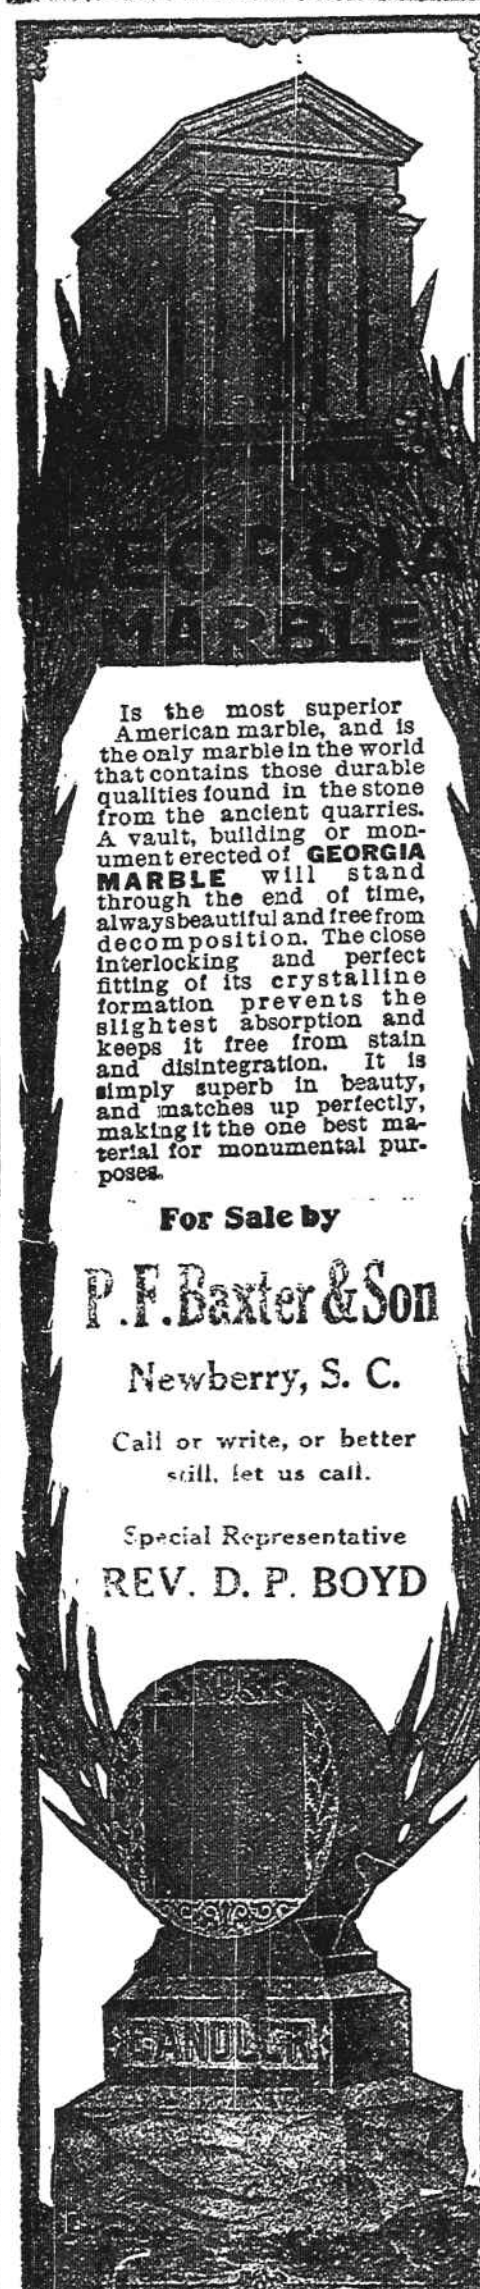 GEORGIA
MARBLE
Is the most superior
American marble, and is
the only marble in the world
that contains those durable
qualities found in the stone
from the ancient quarries.
A vault, building or mon-
ument erected of GEORGIA
MARBLE will stand
through the end of time,
always beautiful and free from
decomposition. The close
interlocking and perfect
fitting of its crystalline
formation prevents the
slightest absorption and
keeps it free from stain
and disintegration. It is
simply superb in beauty,
and matches up perfectly,
making it the one best ma-
terial for monumental pur-
poses.
For Sale by
P. F. Baxter & Son
Newberry, S. C.
Call or write, or better
still, let us call.
Special Representative
REV. D. P. BOYD
CANDLER